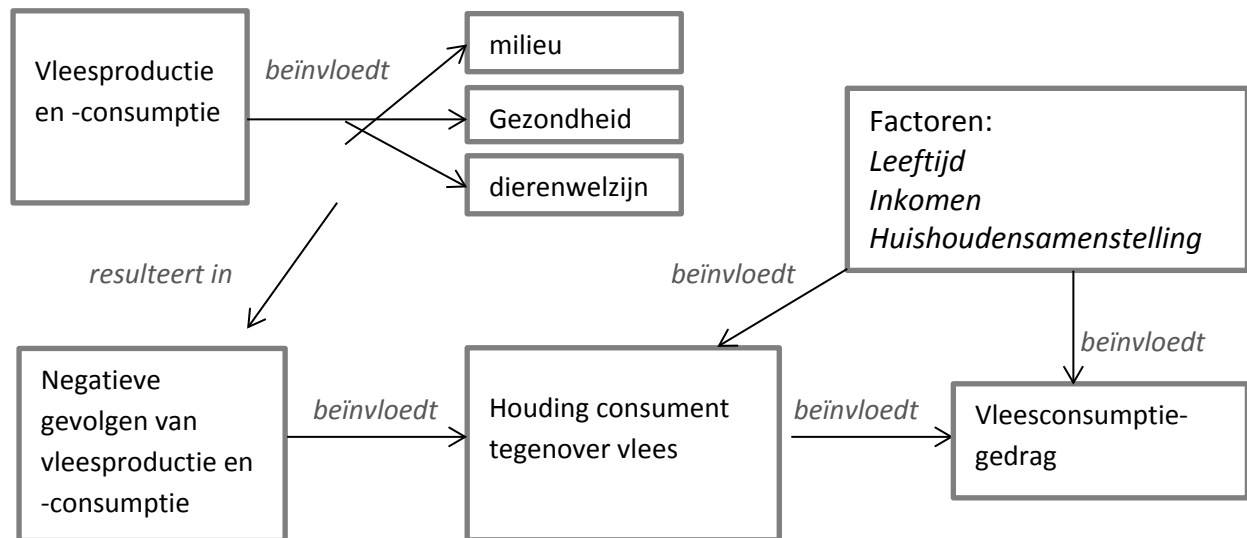 Vleesproductie
en -consumptie
beïnvloedt
milieu
Gezondheid
dierenwelzijn
Factoren:
Leeftijd
Inkomen
Huishoudensamenstelling
resulteert in
beïnvloedt
beïnvloedt
Negatieve
gevolgen van
vleesproductie en
-consumptie
beïnvloedt
Houding consument
tegenover vlees
beïnvloedt
Vleesconsumptie-
gedrag